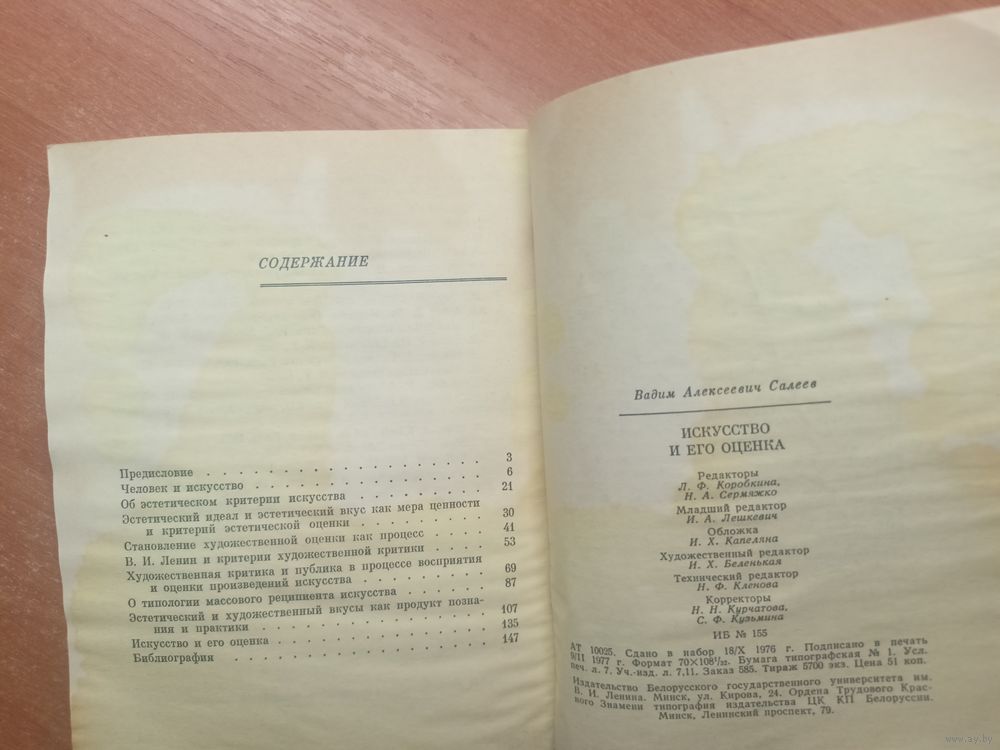 СОДЕРЖАНИЕ
Предисловие . . . . . . . . . . . . . . . . 3
Человек и искусство . . . . . . . . . . . . . 6
Об эстетическом критерии искусства . . . . . . . 21
Эстетический идеал и эстетический вкус как мера ценности
и критерий эстетической оценки . . . . . . . 30
Становление художественной оценки как процесс . . . 41
В. И. Ленин и критерии художественной критики . . . 53
Художественная критика и публика в процессе восприятия
и оценки произведений искусства . . . . . . . 69
О типологии массового реципиента искусства . . . . 87
Эстетический и художественный вкусы как продукт позна-
ния и практики . . . . . . . . . . . . . 107
Искусство и его оценка . . . . . . . . . . . 135
Библиография . . . . . . . . . . . . . . 147
Вадим Алексеевич Салеев
ИСКУССТВО
И ЕГО ОЦЕНКА
Редакторы
Л. Ф. Коробкина,
Н. А. Сермяжко
Младший редактор
И. А. Лешкевич
Обложка
И. Х. Капеляна
Художественный редактор
И. Х. Беленькая
Технический редактор
Н. Ф. Кленова
Корректоры
Н. Н. Курчатова,
С. Ф. Кузьмина
ИБ № 155
АТ 10025. Сдано в набор 18/X 1976 г. Подписано в печать
9/II 1977 г. Формат 70×108¹/₃₂. Бумага типографская № 1. Усл.
печ. л. 7. Уч.-изд. л. 7,11. Заказ 585. Тираж 5700 экз. Цена 51 коп.
Издательство Белорусского государственного университета им.
В. И. Ленина. Минск, ул. Кирова, 24. Ордена Трудового Крас-
ного Знамени типография издательства ЦК КП Белоруссии.
Минск, Ленинский проспект, 79.
www.ay.by